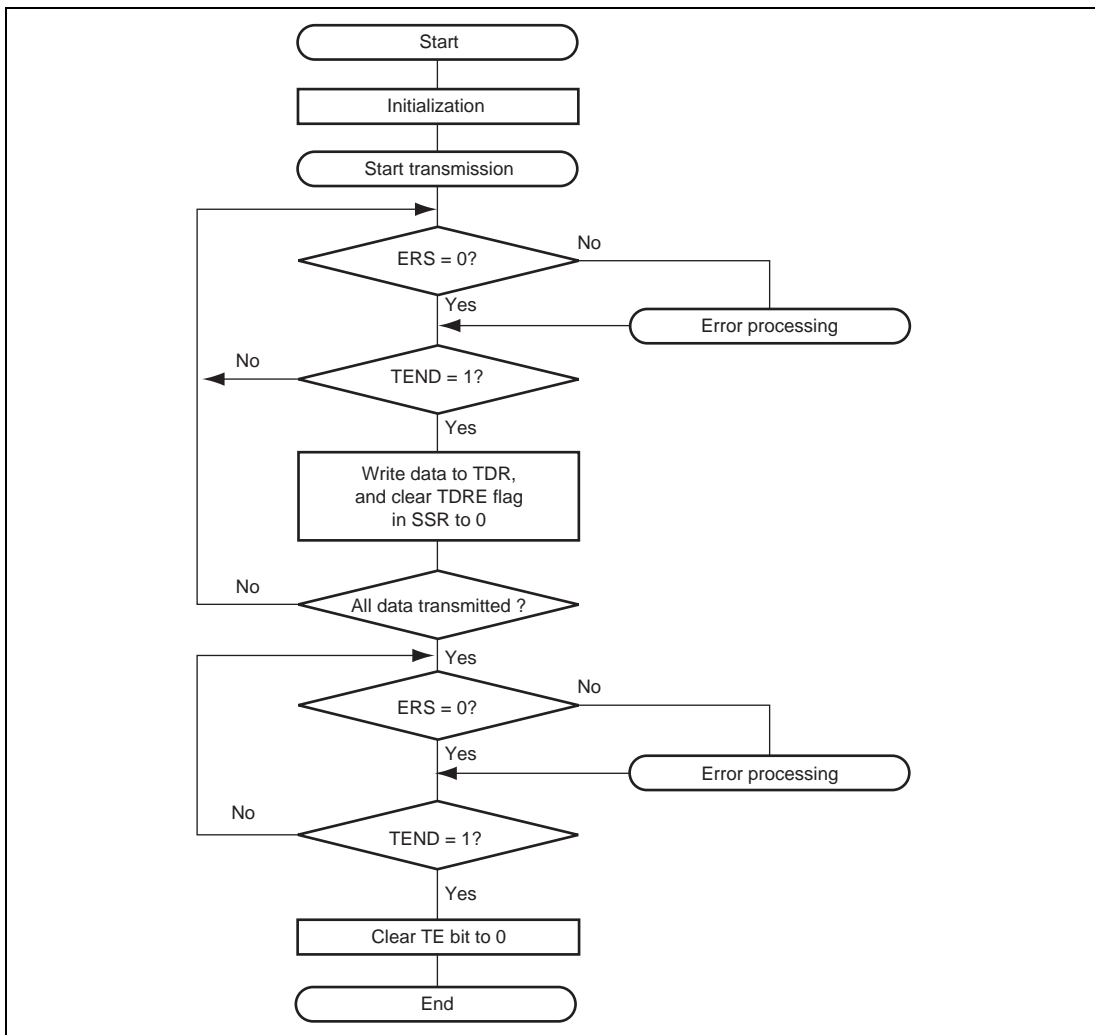 Start
Initialization
Start transmission
ERS = 0?
No
Yes
Error processing
No
TEND = 1?
Yes
Write data to TDR,
and clear TDRE flag
in SSR to 0
No
All data transmitted ?
Yes
ERS = 0?
No
Yes
Error processing
No
TEND = 1?
Yes
Clear TE bit to 0
End